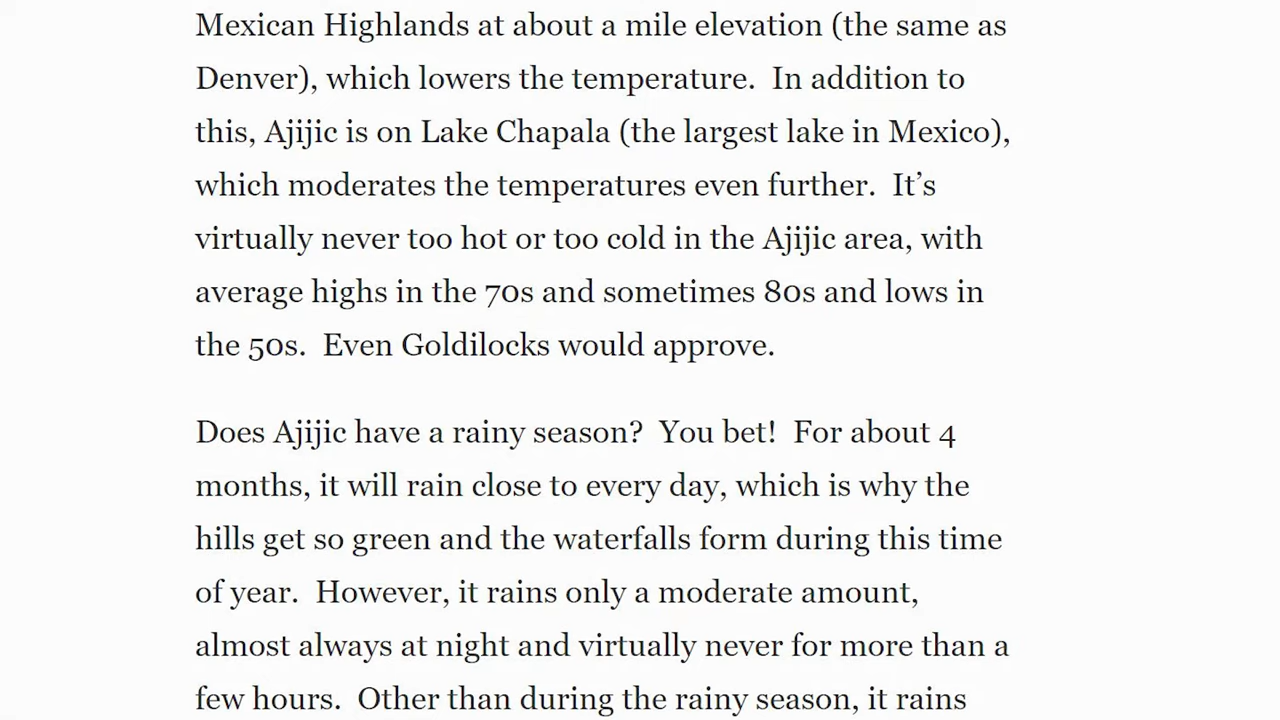 Mexican Highlands at about a mile elevation (the same as
Denver), which lowers the temperature.  In addition to
this, Ajijic is on Lake Chapala (the largest lake in Mexico),
which moderates the temperatures even further.  It’s
virtually never too hot or too cold in the Ajijic area, with
average highs in the 70s and sometimes 80s and lows in
the 50s.  Even Goldilocks would approve.
Does Ajijic have a rainy season?  You bet!  For about 4
months, it will rain close to every day, which is why the
hills get so green and the waterfalls form during this time
of year.  However, it rains only a moderate amount,
almost always at night and virtually never for more than a
few hours.  Other than during the rainy season, it rains